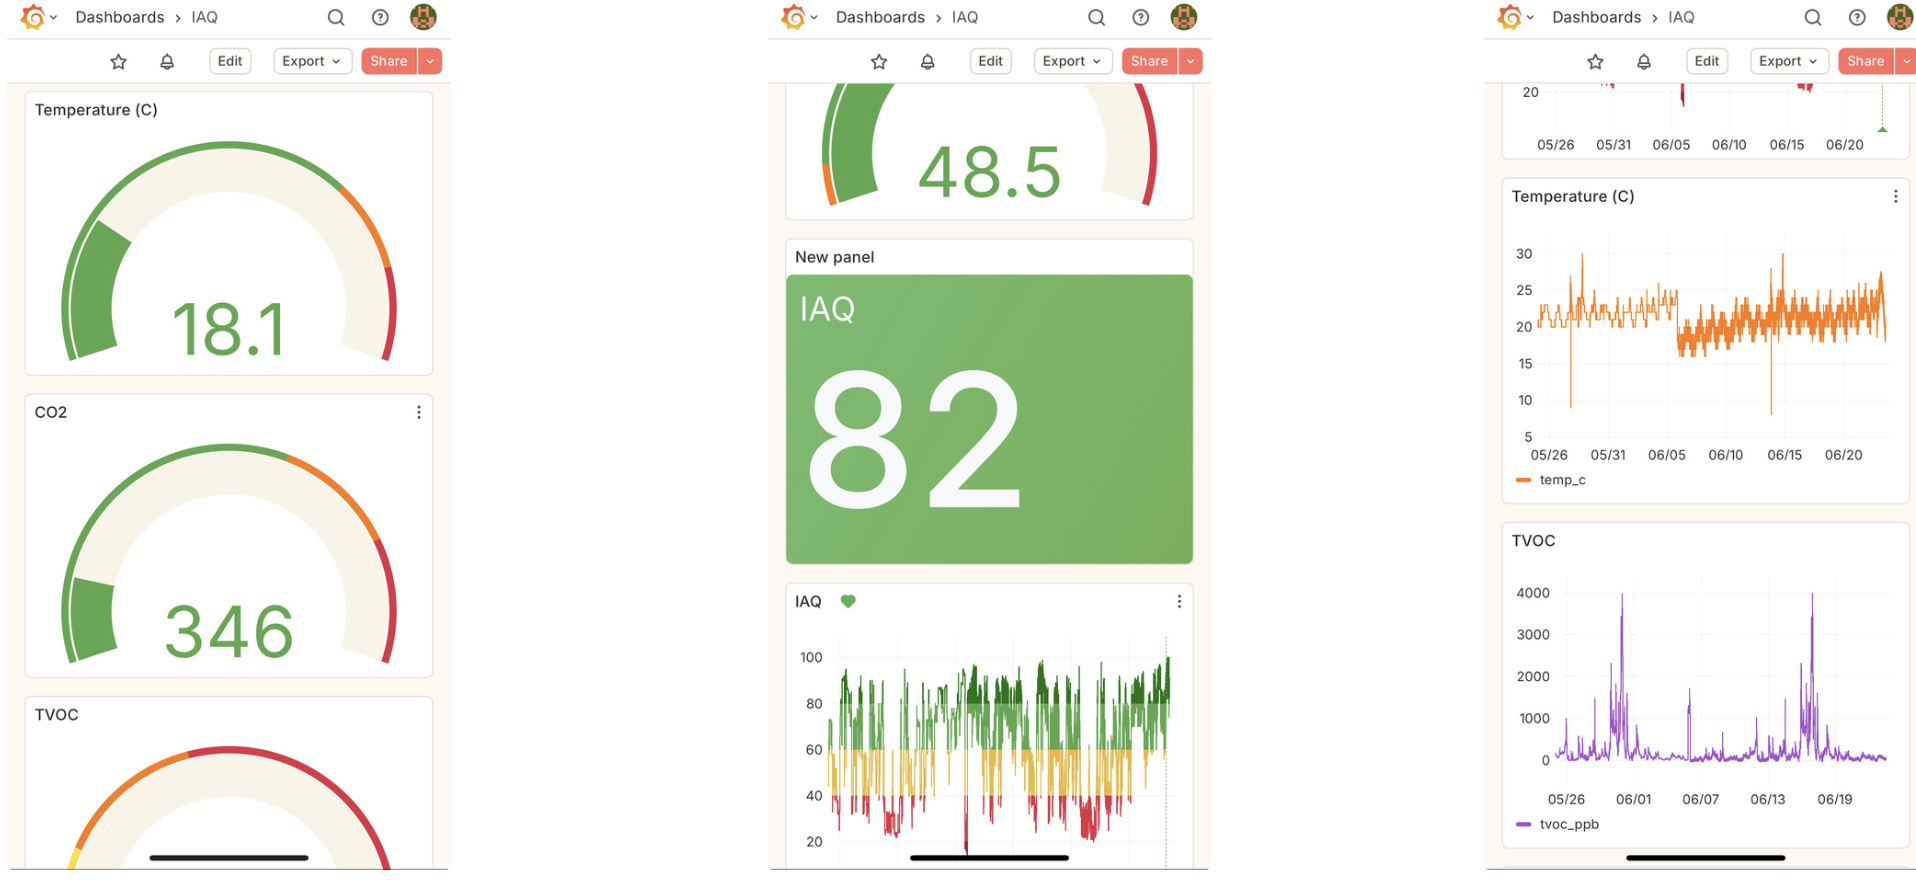 Dashboards › IAQ
Edit Export Share
Temperature (C)
18.1
CO2
346
TVOC
Dashboards › IAQ
Edit Export Share
48.5
New panel
IAQ
82
IAQ
100
80
60
40
20
Dashboards › IAQ
Edit Export Share
20
05/26 05/31 06/05 06/10 06/15 06/20
Temperature (C)
30
25
20
15
10
5
05/26 05/31 06/05 06/10 06/15 06/20
temp_c
TVOC
4000
3000
2000
1000
0
05/26 06/01 06/07 06/13 06/19
tvoc_ppb